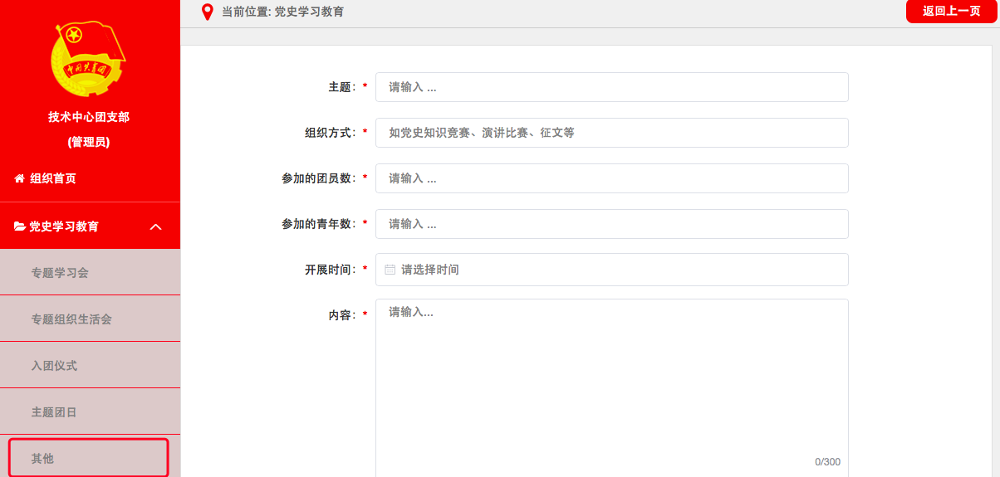 中国共青团
技术中心团支部
(管理员)
组织首页
党史学习教育
专题学习会
专题组织生活会
入团仪式
主题团日
其他
当前位置: 党史学习教育
返回上一页
主题: * 请输入 ...
组织方式: * 如党史知识竞赛、演讲比赛、征文等
参加的团员数: * 请输入 ...
参加的青年数: * 请输入 ...
开展时间: * 请选择时间
内容: * 请输入...
0/300